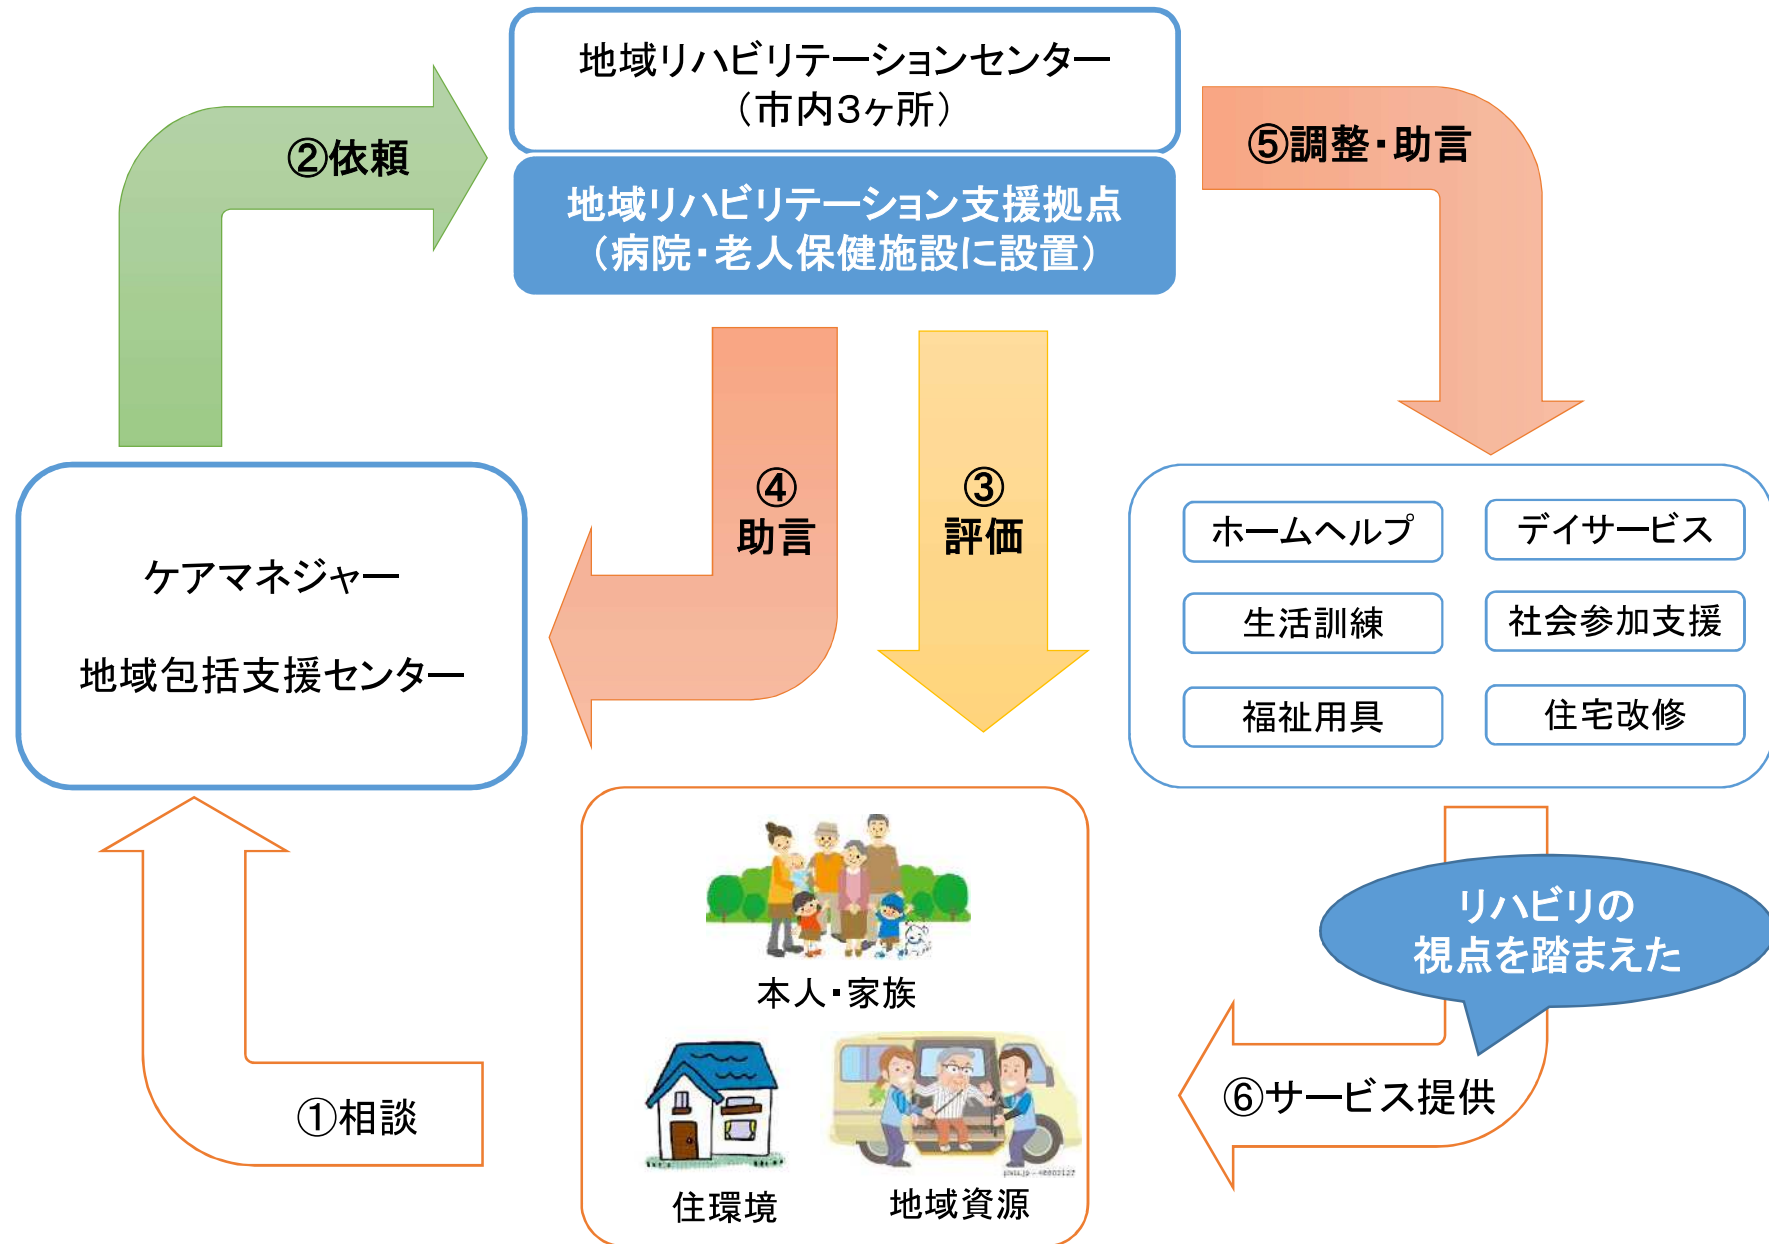 地域リハビリテーションセンター
（市内３ヶ所）
地域リハビリテーション支援拠点
（病院・老人保健施設に設置）
②依頼
⑤調整・助言
④
助言
③
評価
ケアマネジャー
地域包括支援センター
ホームヘルプ
デイサービス
生活訓練
社会参加支援
福祉用具
住宅改修
リハビリの
視点を踏まえた
本人・家族
①相談
⑥サービス提供
住環境
地域資源